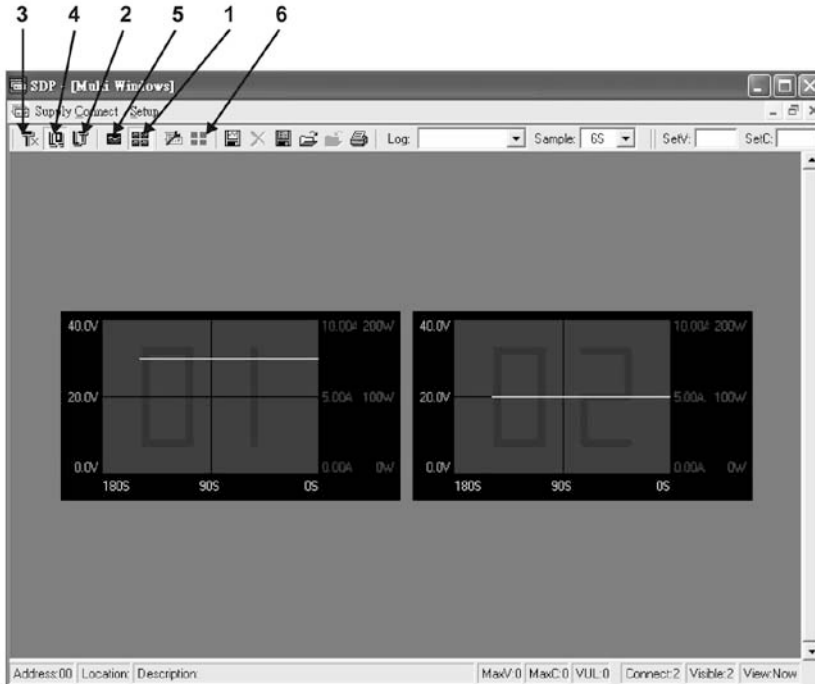 3 4 2 5 1 6
SDP - [Multi Windows]
Supply Connect Setup
Log: Sample: 6S SetV: SetC:
40.0V 10.00A 200W
20.0V 5.00A 100W
0.0V 0.00A 0W
180S 90S 0S
01
40.0V 10.00A 200W
20.0V 5.00A. 100W
0.0V 0.00A 0W
180S 90S 0S
02
Address:00 Location: Description: MaxV:0 MaxC:0 VUL:0 Connect:2 Visible:2 View:Now